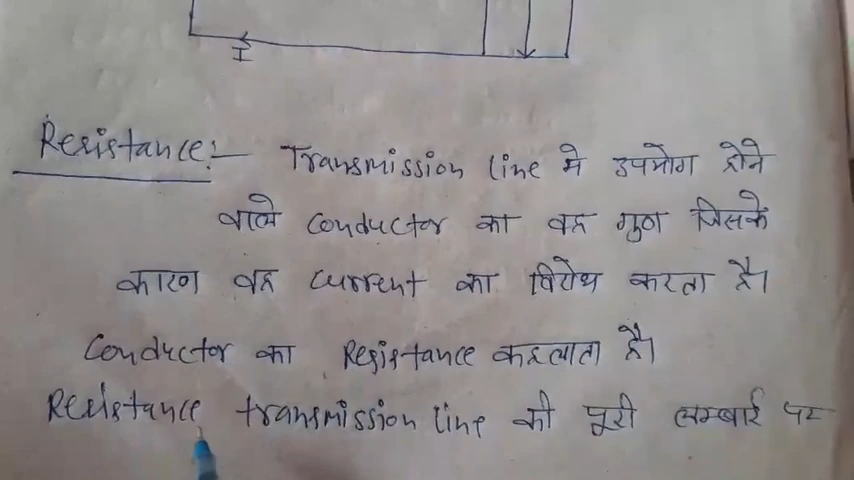 I
Resistance:- Transmission line मे उपयोग होने
वाले conductor का वह गुण जिसके
कारण वह current का विरोध करता है।
Conductor का Resistance कहलाता है।
Resistance transmission line की पूरी लम्बाई पर